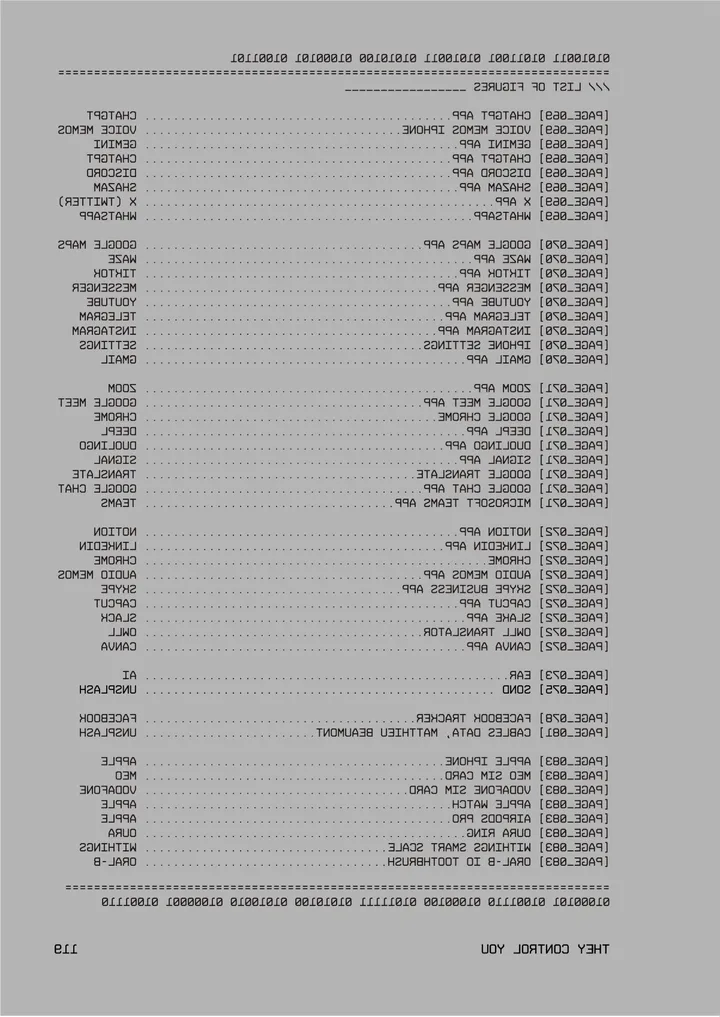 01010011 01011001 01010011 01010100 01000101 01001101
==============================================================================
/// LIST OF FIGURES _________________
[PAGE_069] CHATGPT APP........................................... CHATGPT
[PAGE_069] VOICE MEMOS IPHONE.................................... VOICE MEMOS
[PAGE_069] GEMINI APP............................................ GEMINI
[PAGE_069] CHATGPT APP........................................... CHATGPT
[PAGE_069] DISCORD APP........................................... DISCORD
[PAGE_069] SHAZAM APP............................................ SHAZAM
[PAGE_069] X APP................................................. X (TWITTER)
[PAGE_069] WHATSAPP.............................................. WHATSAPP
[PAGE_070] GOOGLE MAPS APP....................................... GOOGLE MAPS
[PAGE_070] WAZE APP.............................................. WAZE
[PAGE_070] TIKTOK APP............................................ TIKTOK
[PAGE_070] MESSENGER APP......................................... MESSENGER
[PAGE_070] YOUTUBE APP........................................... YOUTUBE
[PAGE_070] TELEGRAM APP.......................................... TELEGRAM
[PAGE_070] INSTAGRAM APP......................................... INSTAGRAM
[PAGE_070] IPHONE SETTINGS....................................... SETTINGS
[PAGE_070] GMAIL APP............................................. GMAIL
[PAGE_071] ZOOM APP.............................................. ZOOM
[PAGE_071] GOOGLE MEET APP....................................... GOOGLE MEET
[PAGE_071] GOOGLE CHROME......................................... CHROME
[PAGE_071] DEEPL APP............................................. DEEPL
[PAGE_071] DUOLINGO APP.......................................... DUOLINGO
[PAGE_071] SIGNAL APP............................................ SIGNAL
[PAGE_071] GOOGLE TRANSLATE...................................... TRANSLATE
[PAGE_071] GOOGLE CHAT APP....................................... GOOGLE CHAT
[PAGE_071] MICROSOFT TEAMS APP................................... TEAMS
[PAGE_072] NOTION APP............................................ NOTION
[PAGE_072] LINKEDIN APP.......................................... LINKEDIN
[PAGE_072] CHROME................................................ CHROME
[PAGE_072] AUDIO MEMOS APP....................................... AUDIO MEMOS
[PAGE_072] SKYPE BUSINESS APP.................................... SKYPE
[PAGE_072] CAPCUT APP............................................ CAPCUT
[PAGE_072] SLAKE APP............................................. SLACK
[PAGE_072] OWLL TRANSLATOR....................................... OWLL
[PAGE_072] CANVA APP............................................. CANVA
[PAGE_073] EAR................................................... AI
[PAGE_075] SOND ................................................. UNSPLASH
[PAGE_078] FACEBOOK TRACKER...................................... FACEBOOK
[PAGE_081] CABLES DATA, MATTHIEU BEAUMONT........................ UNSPLASH
[PAGE_083] APPLE IPHONE.......................................... APPLE
[PAGE_083] MEO SIM CARD.......................................... MEO
[PAGE_083] VODAFONE SIM CARD..................................... VODAFONE
[PAGE_083] APPLE WATCH........................................... APPLE
[PAGE_083] AIRPODS PRO........................................... APPLE
[PAGE_083] OURA RING............................................. OURA
[PAGE_083] WITHINGS SMART SCALE.................................. WITHINGS
[PAGE_083] ORAL-B IO TOOTHBRUSH.................................. ORAL-B
=============================================================================
01000101 01001110 01000100 01011111 01010100 01010010 01000001 01001110
THEY CONTROL YOU 119